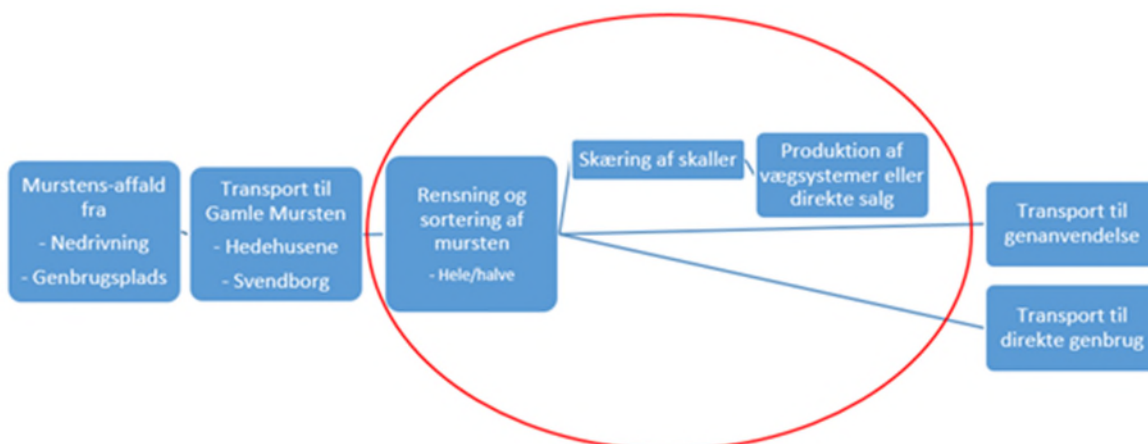 Murstens-affald
fra
- Nedrivning
- Genbrugsplads
Transport til
Gamle Mursten
- Hedehusene
- Svendborg
Rensning og
sortering af
mursten
- Hele/halve
Skæring af skaller
Produktion af
vægsystemer eller
direkte salg
Transport til
genanvendelse
Transport til
direkte genbrug